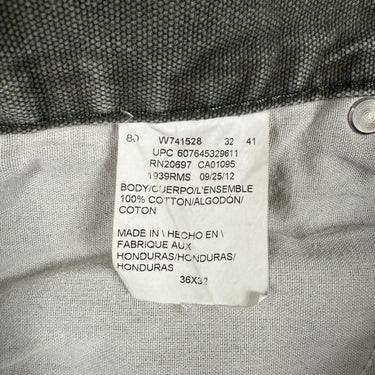 80 W741528 32 41
UPC 607645329611
RN20697 CA01095
1939RMS 09/25/12
BODY/CUERPO/L'ENSEMBLE
100% COTTON/ALGODÓN/
COTON
MADE IN \ HECHO EN \
FABRIQUE AUX
HONDURAS/HONDURAS/
HONDURAS
36X32